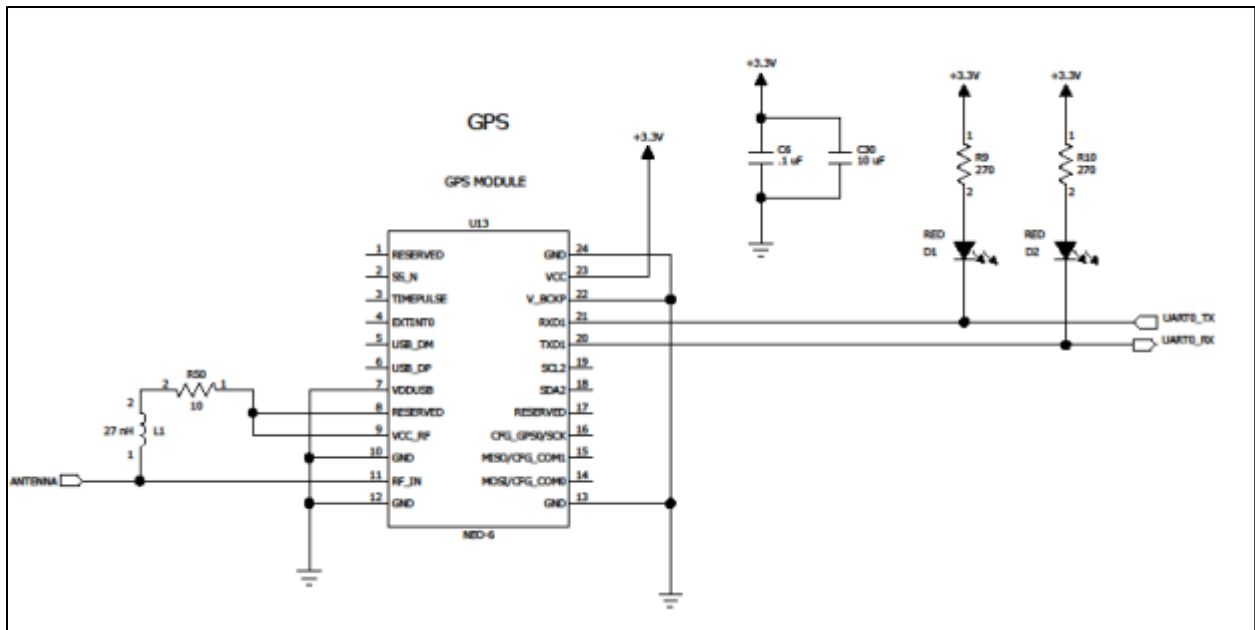 GPS
GPS MODULE
U13
1 RESERVED
2 SS_N
3 TIMEPULSE
4 EXTINT0
5 USB_DM
6 USB_DP
7 VDDUSB
8 RESERVED
9 VCC_RF
10 GND
11 RF_IN
12 GND
GND 24
VCC 23
V_BCKP 22
RXD1 21
TXD1 20
SCL2 19
SDA2 18
RESERVED 17
CFG_GPS0/SCK 16
MISO/CFG_COM1 15
MOSI/CFG_COM0 14
GND 13
NEO-6
2 R50 1
10
2
27 nH L1
1
ANTENNA
+3.3V
+3.3V
C6
.1 uF
C30
10 uF
+3.3V
1
R9
270
2
RED
D1
+3.3V
1
R10
270
2
RED
D2
UART0_TX
UART0_RX